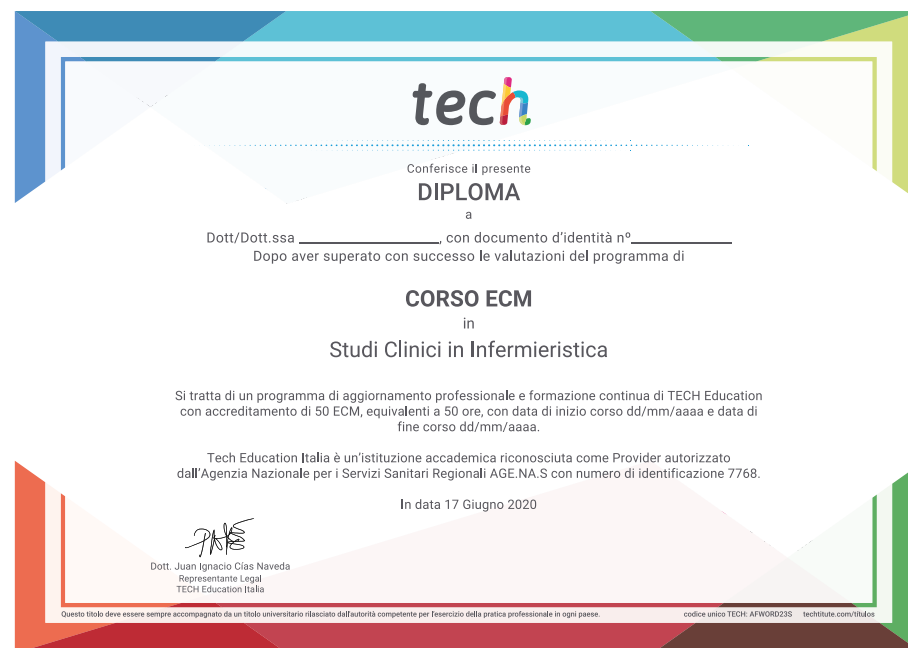 tech
Conferisce il presente
DIPLOMA
a
Dott/Dott.ssa ____________________, con documento d'identità nº______________
Dopo aver superato con successo le valutazioni del programma di
CORSO ECM
in
Studi Clinici in Infermieristica
Si tratta di un programma di aggiornamento professionale e formazione continua di TECH Education
con accreditamento di 50 ECM, equivalenti a 50 ore, con data di inizio corso dd/mm/aaaa e data di
fine corso dd/mm/aaaa.
Tech Education Italia è un'istituzione accademica riconosciuta come Provider autorizzato
dall'Agenzia Nazionale per i Servizi Sanitari Regionali AGE.NA.S con numero di identificazione 7768.
In data 17 Giugno 2020
Dott. Juan Ignacio Cías Naveda
Representante Legal
TECH Education Italia
Questo titolo deve essere sempre accompagnato da un titolo universitario rilasciato dall'autorità competente per l'esercizio della pratica professionale in ogni paese. codice unico TECH: AFWORD23S techtitute.com/títulos